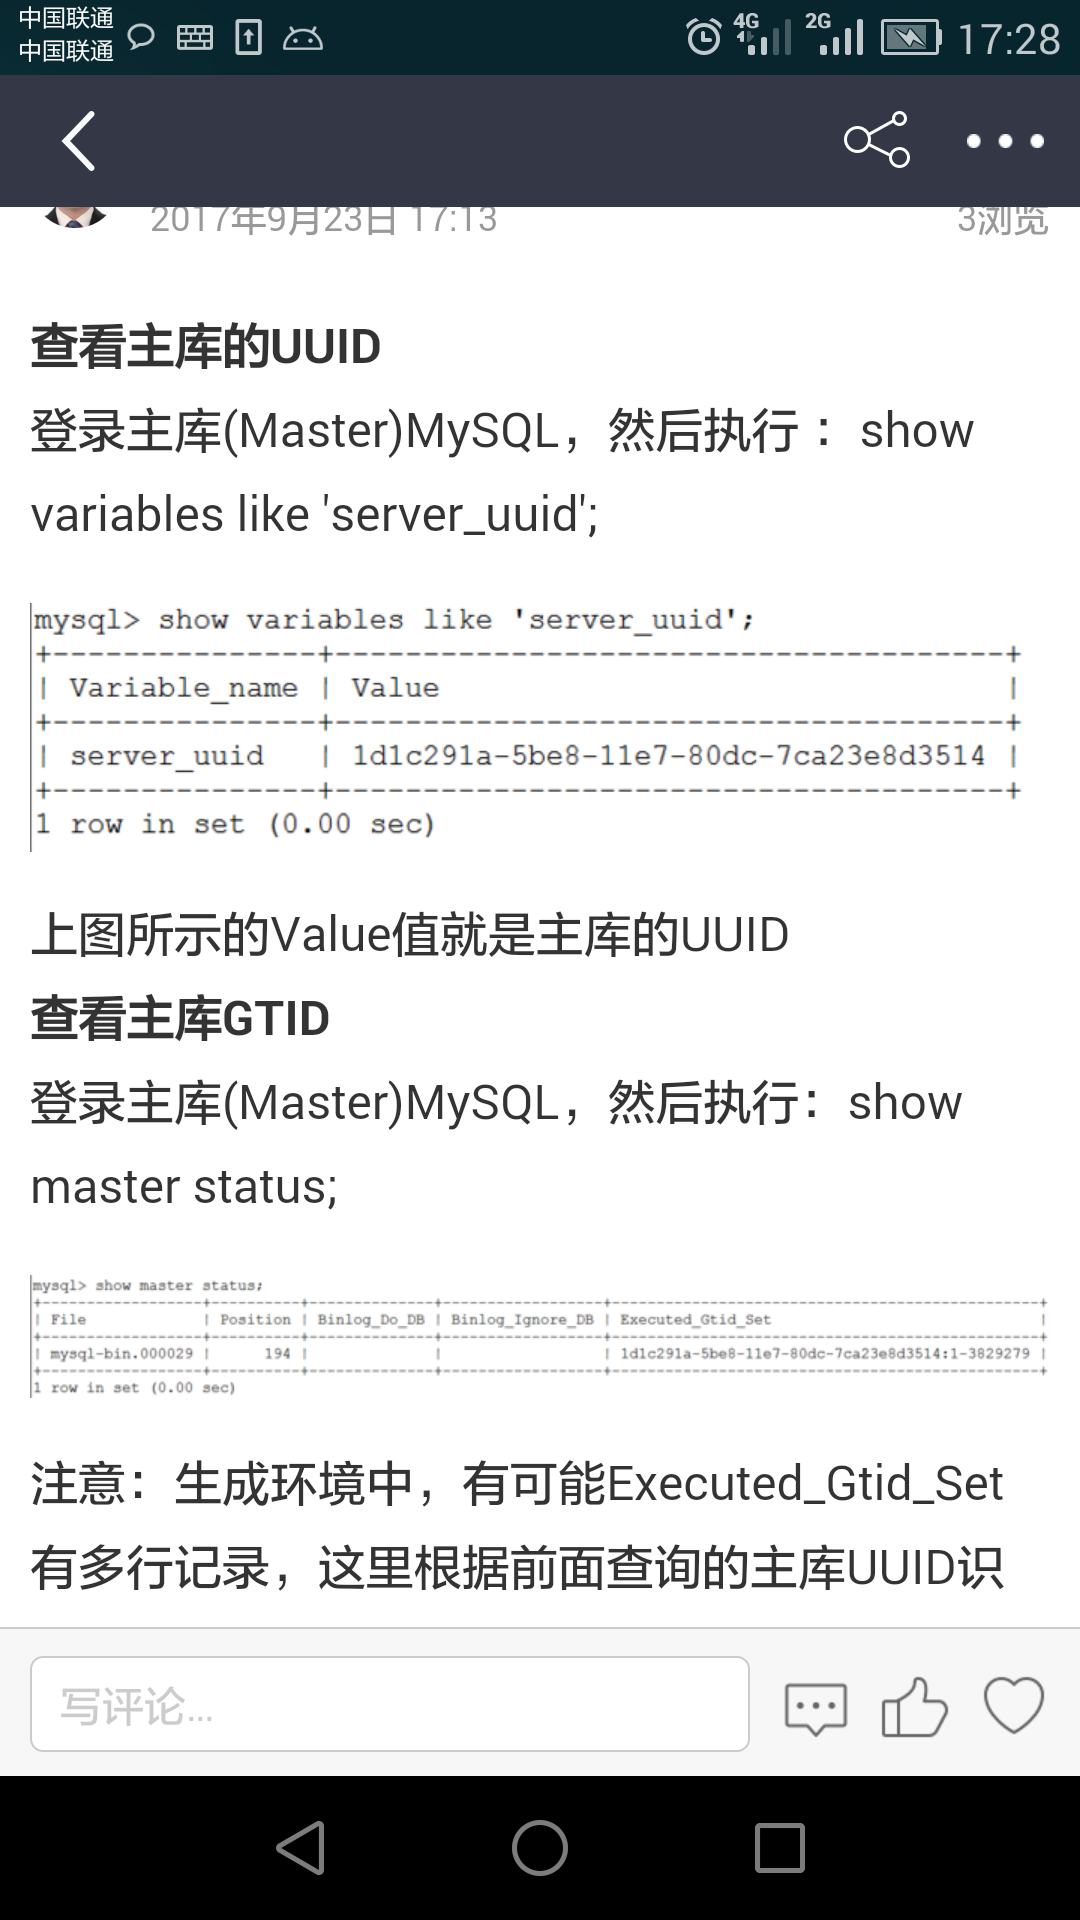 中国联通
中国联通
4G 2G 17:28
2017年9月23日 17:13 3浏览
查看主库的UUID
登录主库(Master)MySQL，然后执行： show
variables like 'server_uuid';
mysql> show variables like 'server_uuid';
+---------------+--------------------------------------+
| Variable_name | Value                                |
+---------------+--------------------------------------+
| server_uuid   | 1d1c291a-5be8-11e7-80dc-7ca23e8d3514 |
+---------------+--------------------------------------+
1 row in set (0.00 sec)
上图所示的Value值就是主库的UUID
查看主库GTID
登录主库(Master)MySQL，然后执行：show
master status;
mysql> show master status;
+------------------+----------+--------------+------------------+------------------------------------------------+
| File             | Position | Binlog_Do_DB | Binlog_Ignore_DB | Executed_Gtid_Set                              |
+------------------+----------+--------------+------------------+------------------------------------------------+
| mysql-bin.000029 |      194 |              |                  | 1d1c291a-5be8-11e7-80dc-7ca23e8d3514:1-3829279 |
+------------------+----------+--------------+------------------+------------------------------------------------+
1 row in set (0.00 sec)
注意：生成环境中，有可能Executed_Gtid_Set
有多行记录，这里根据前面查询的主库UUID识
写评论...